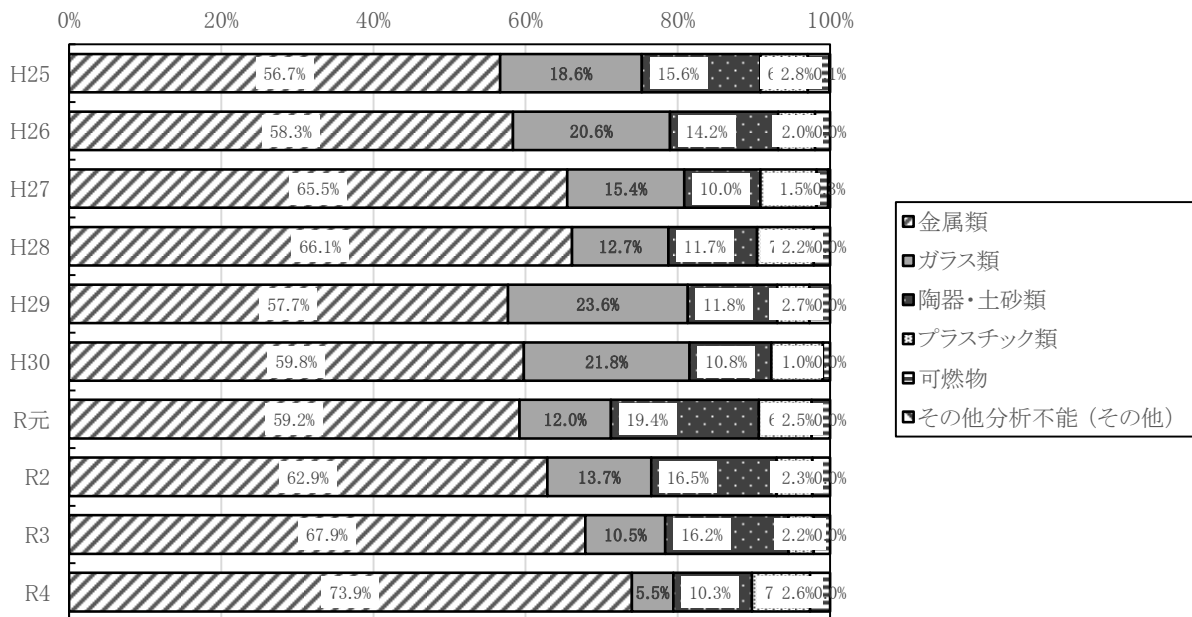 0% 20% 40% 60% 80% 100%
H25 56.7% 18.6% 15.6% 6 2.8%
H26 58.3% 20.6% 14.2% 2.0%
H27 65.5% 15.4% 10.0% 1.5%
H28 66.1% 12.7% 11.7% 7 2.2%
H29 57.7% 23.6% 11.8% 2.7%
H30 59.8% 21.8% 10.8% 1.0%
R元 59.2% 12.0% 19.4% 6 2.5%
R2 62.9% 13.7% 16.5% 2.3%
R3 67.9% 10.5% 16.2% 2.2%
R4 73.9% 5.5% 10.3% 7 2.6%
金属類
ガラス類
陶器・土砂類
プラスチック類
可燃物
その他分析不能（その他）